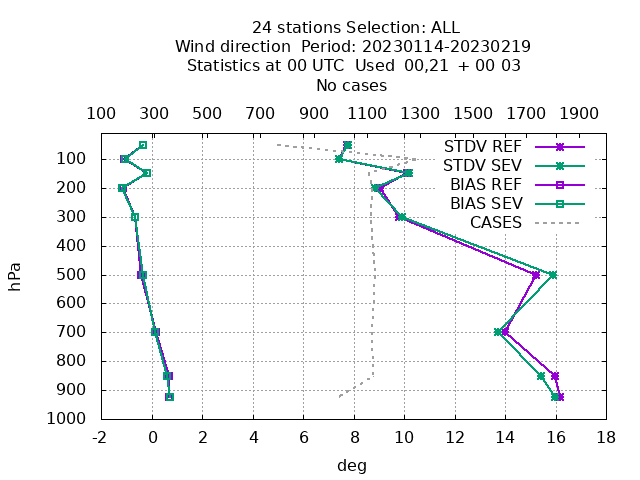 24 stations Selection: ALL
Wind direction  Period: 20230114-20230219
Statistics at 00 UTC  Used  00,21  + 00 03
No cases
100 300 500 700 900 1100 1300 1500 1700 1900
STDV REF
STDV SEV
BIAS REF
BIAS SEV
CASES
100
200
300
400
500
600
700
800
900
1000
hPa
-2 0 2 4 6 8 10 12 14 16 18
deg